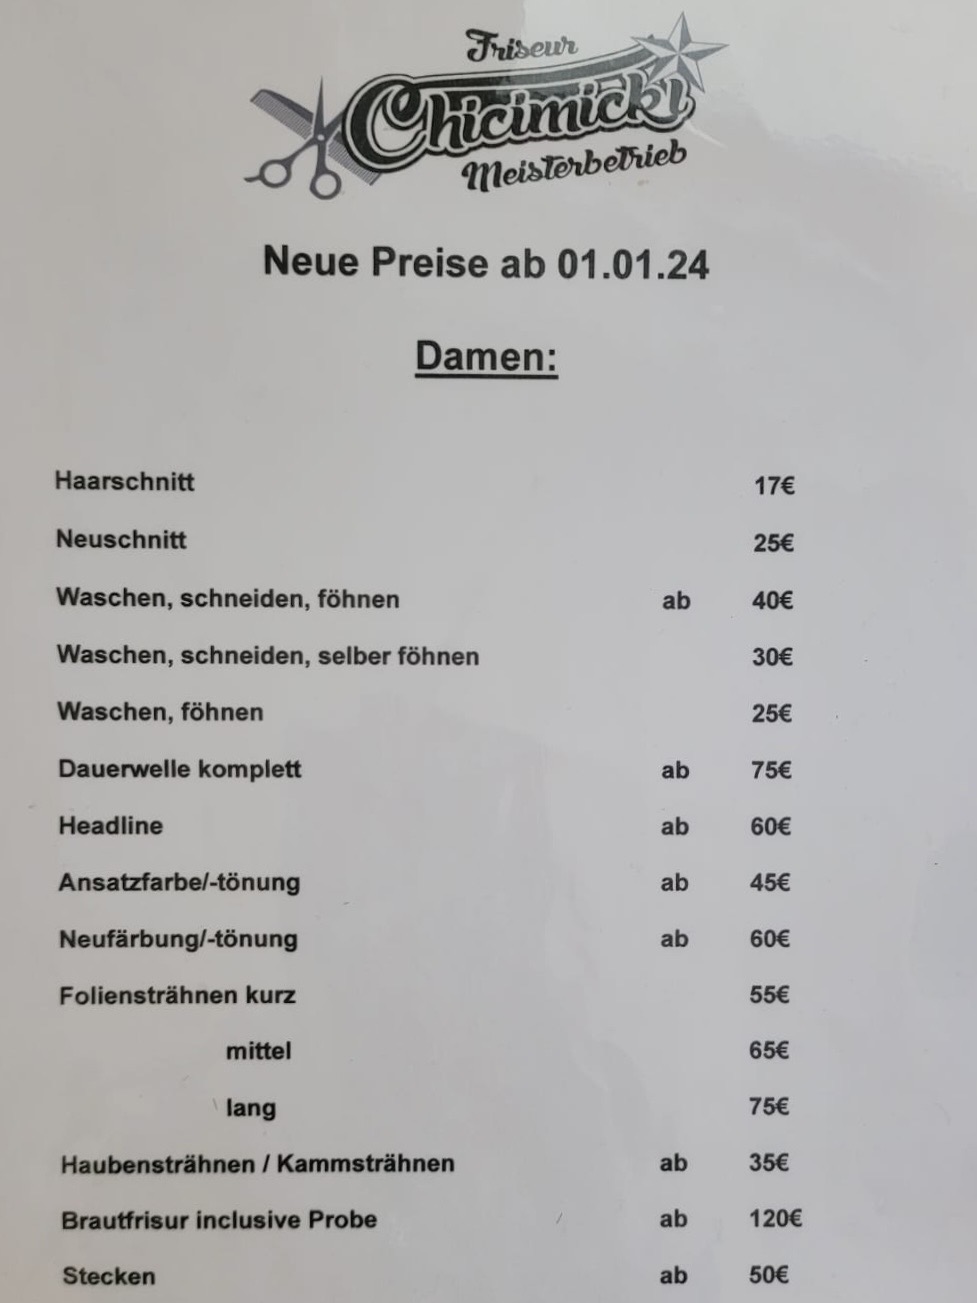 Friseur
Chicimicki
Meisterbetrieb
Neue Preise ab 01.01.24
Damen:
Haarschnitt 17€
Neuschnitt 25€
Waschen, schneiden, föhnen ab 40€
Waschen, schneiden, selber föhnen 30€
Waschen, föhnen 25€
Dauerwelle komplett ab 75€
Headline ab 60€
Ansatzfarbe/-tönung ab 45€
Neufärbung/-tönung ab 60€
Foliensträhnen kurz 55€
mittel 65€
lang 75€
Haubensträhnen / Kammsträhnen ab 35€
Brautfrisur inclusive Probe ab 120€
Stecken ab 50€